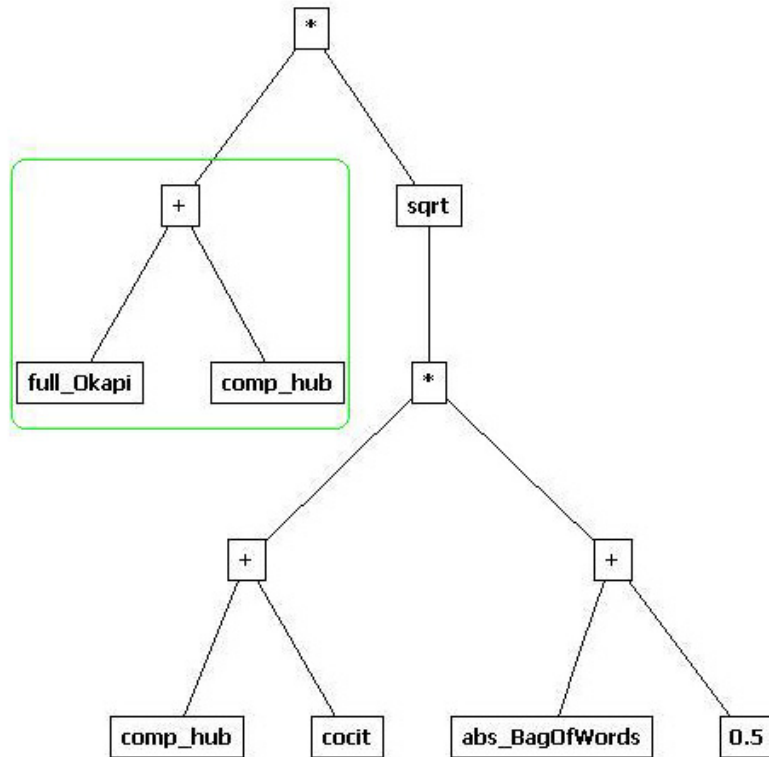 *
+ sqrt
full_Okapi comp_hub *
+ +
comp_hub cocit abs_BagOfWords 0.5